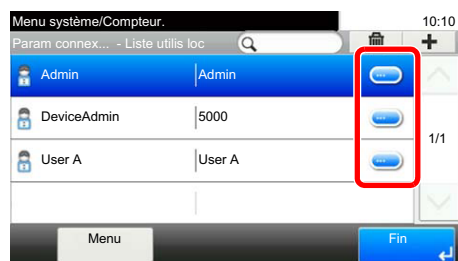 Menu système/Compteur. 10:10
Param connex... - Liste utilis loc
Admin Admin
DeviceAdmin 5000
1/1
User A User A
Menu Fin